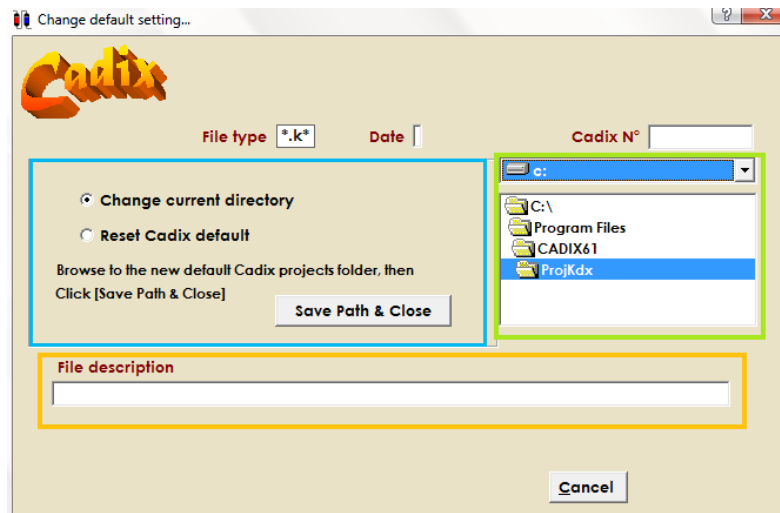 Change default setting...
Cadix
File type *.k* Date Cadix N°
c:
Change current directory
Reset Cadix default
Browse to the new default Cadix projects folder, then
Click [Save Path & Close]
Save Path & Close
C:\
Program Files
CADIX61
ProjKdx
File description
Cancel